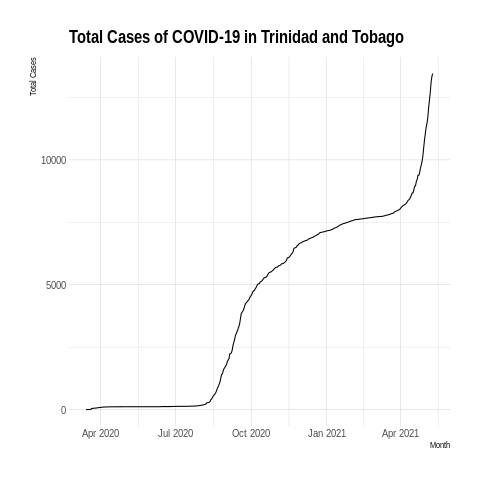 Total Cases of COVID-19 in Trinidad and Tobago
Total Cases
10000
5000
0
Apr 2020 Jul 2020 Oct 2020 Jan 2021 Apr 2021
Month